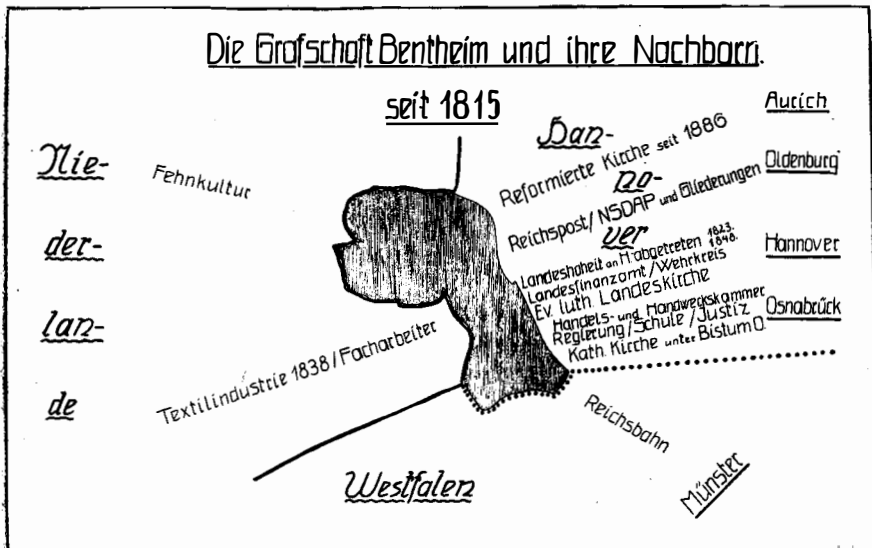 Die Grafschaft Bentheim und ihre Nachbarn.
seit 1815
Nie-
der-
lan-
de
Fehnkultur
Textilindustrie 1838/Facharbeiter
Han-
no-
ver
Reformierte Kirche seit 1886
Aurich
Reichspost/NSDAP und Gliederungen
Oldenburg
Landeshoheit an H. abgetreten 1823. 1848.
Landesfinanzamt/Wehrkreis
Ev. luth. Landeskirche
Hannover
Handels- und Handwerkskammer
Regierung/Schule/Justiz
Kath. Kirche unter Bistum O.
Osnabrück
Reichsbahn
Münster
Westfalen